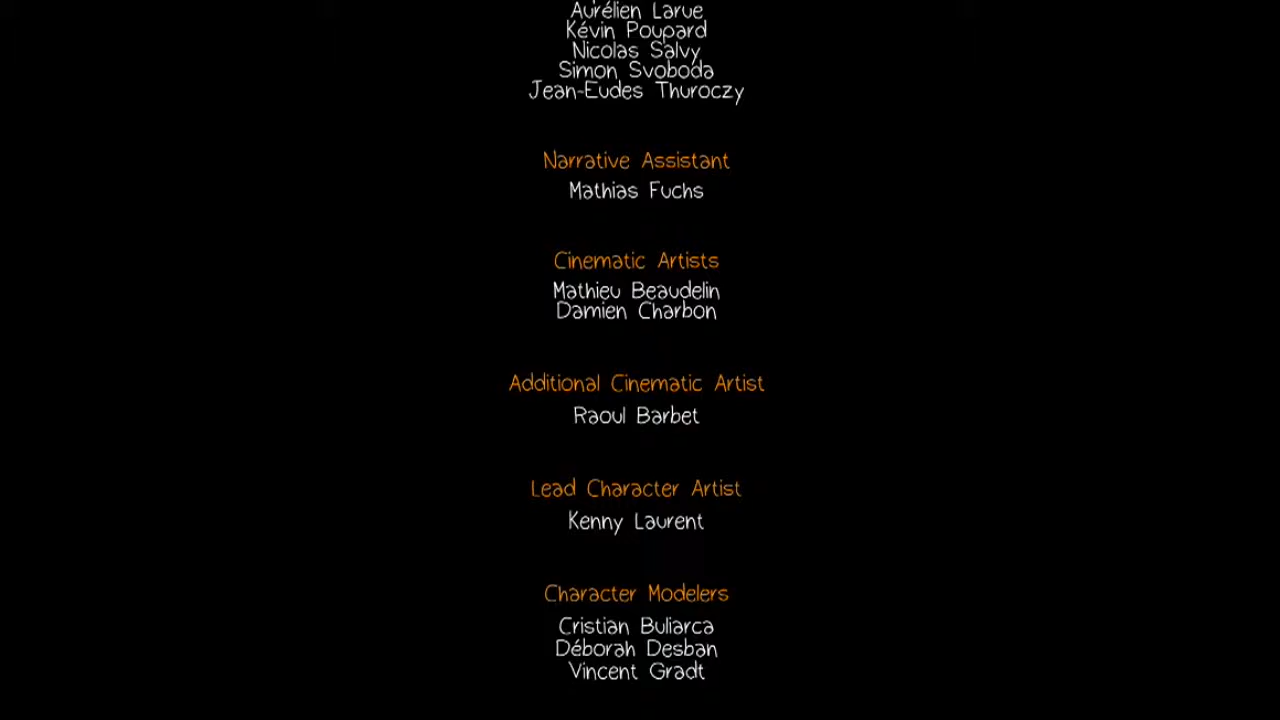 Aurélien Larue
Kévin Poupard
Nicolas Salvy
Simon Svoboda
Jean-Eudes Thuroczy
Narrative Assistant
Mathias Fuchs
Cinematic Artists
Mathieu Beaudelin
Damien Charbon
Additional Cinematic Artist
Raoul Barbet
Lead Character Artist
Kenny Laurent
Character Modelers
Cristian Buliarca
Déborah Desban
Vincent Gradt